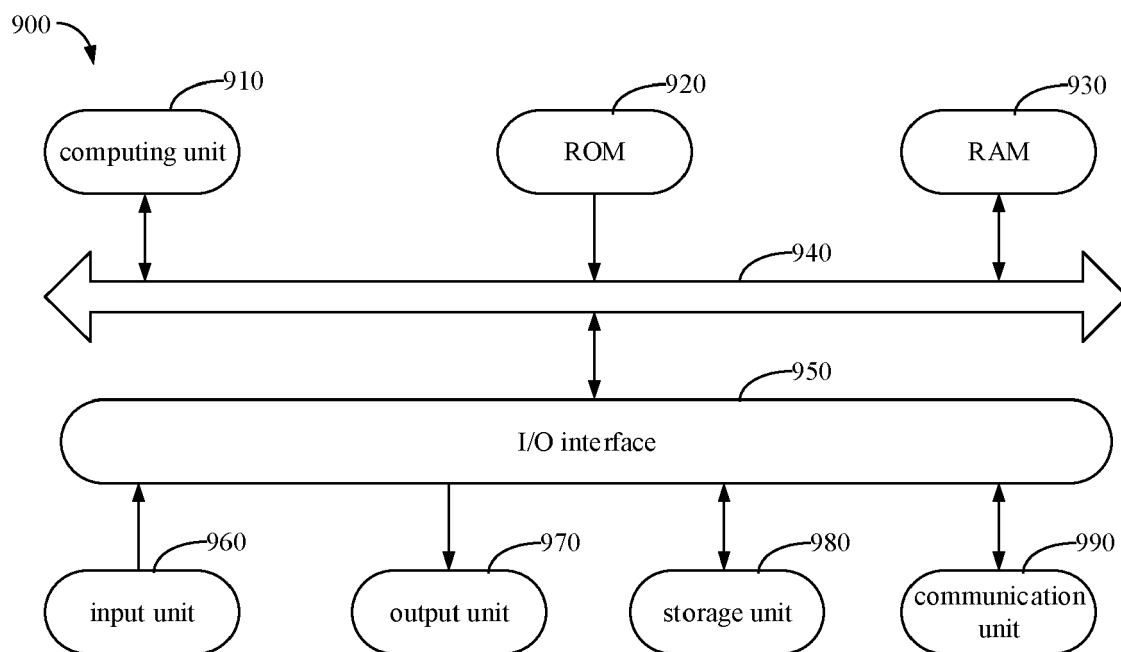 900
910
920
930
computing unit
ROM
RAM
940
950
I/O interface
960
970
980
990
input unit
output unit
storage unit
communication
unit